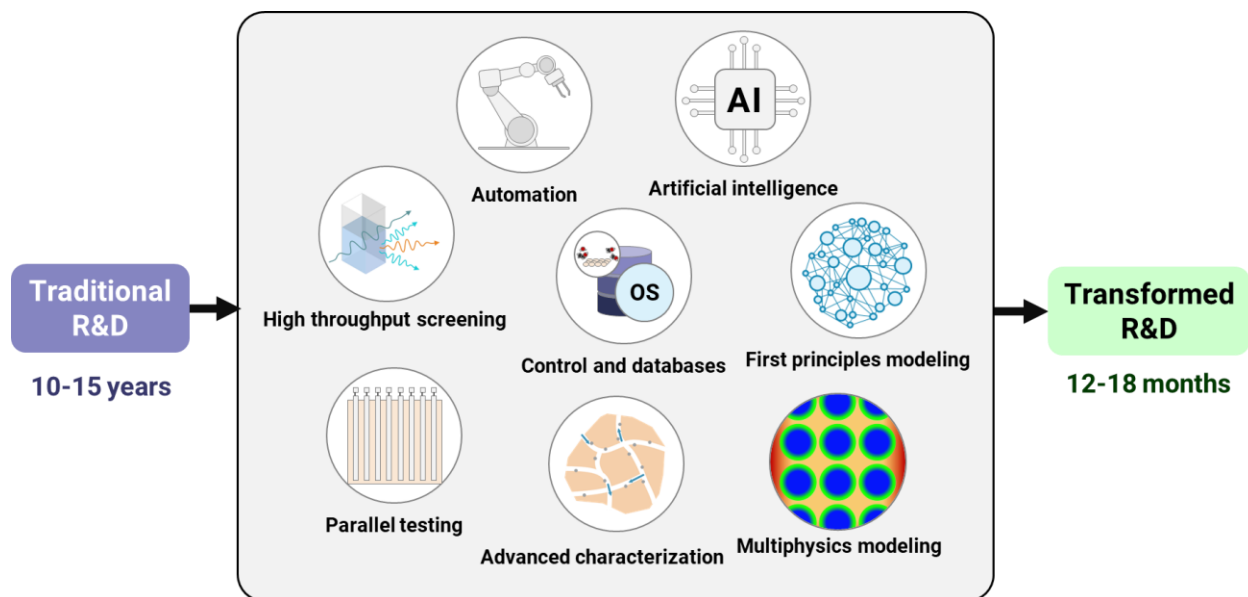 Traditional
R&D
10-15 years
Automation
AI
Artificial intelligence
High throughput screening
OS
Control and databases
First principles modeling
Parallel testing
Advanced characterization
Multiphysics modeling
Transformed
R&D
12-18 months